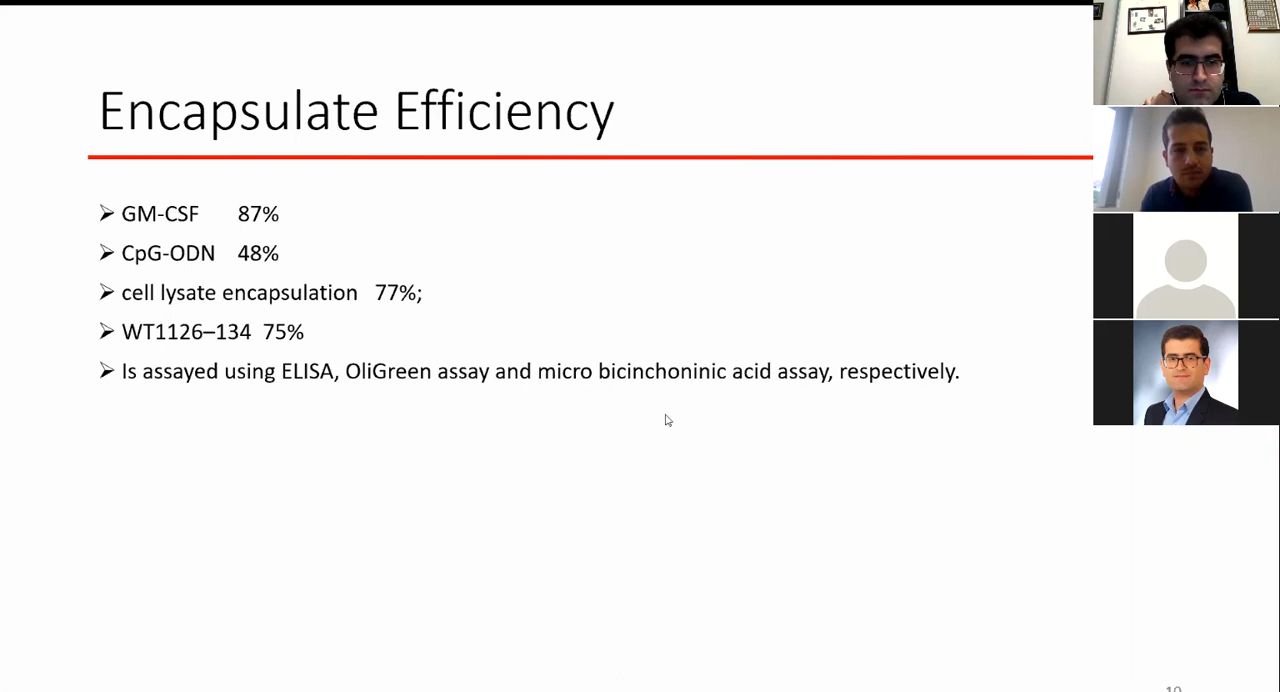 Encapsulate Efficiency
➢ GM-CSF 87%
➢ CpG-ODN 48%
➢ cell lysate encapsulation 77%;
➢ WT1126–134 75%
➢ Is assayed using ELISA, OliGreen assay and micro bicinchoninic acid assay, respectively.
10